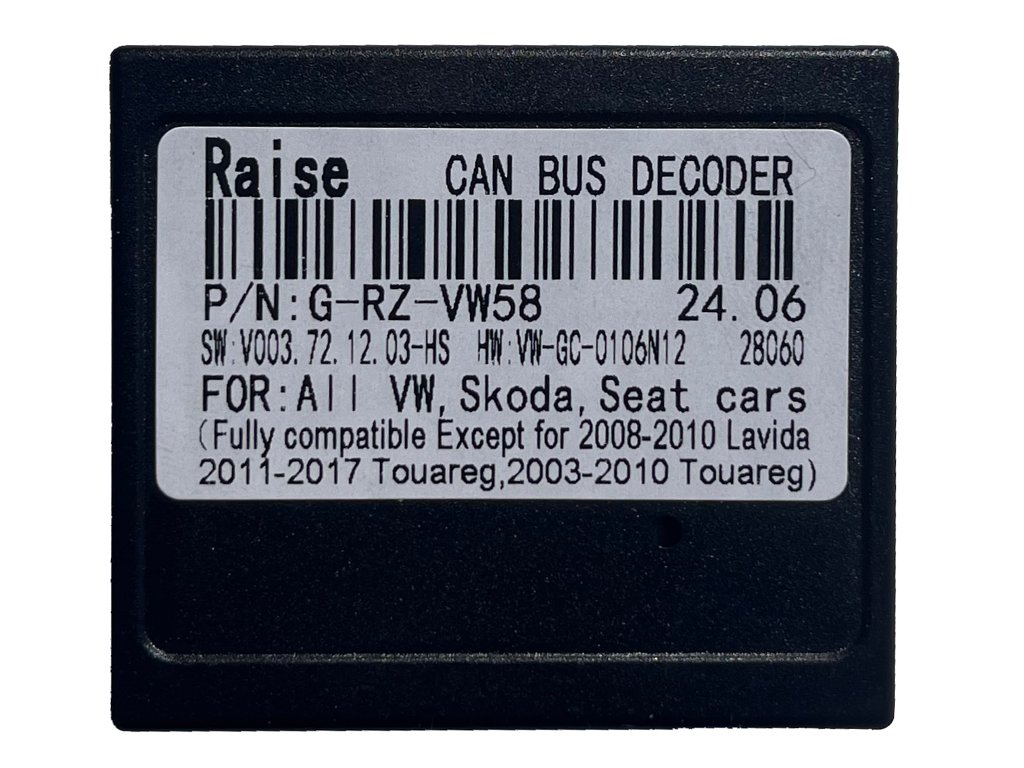 Raise CAN BUS DECODER
P/N:G-RZ-VW58 24.06
SW:V003.72.12.03-HS HW:VW-GC-0106N12 28060
FOR:All VW,Skoda,Seat cars
(Fully compatible Except for 2008-2010 Lavida
2011-2017 Touareg,2003-2010 Touareg)